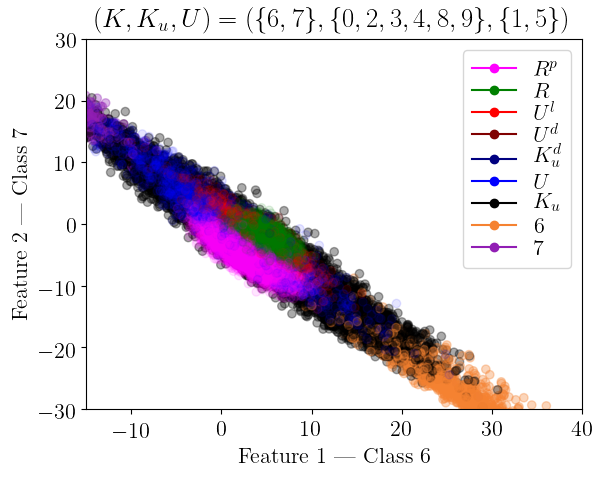 (K, K_u, U) = ({6, 7}, {0, 2, 3, 4, 8, 9}, {1, 5})
30
20
10
0
−10
−20
−30
Feature 2 — Class 7
R^p
R
U^l
U^d
K_u^d
U
K_u
6
7
−10 0 10 20 30 40
Feature 1 — Class 6